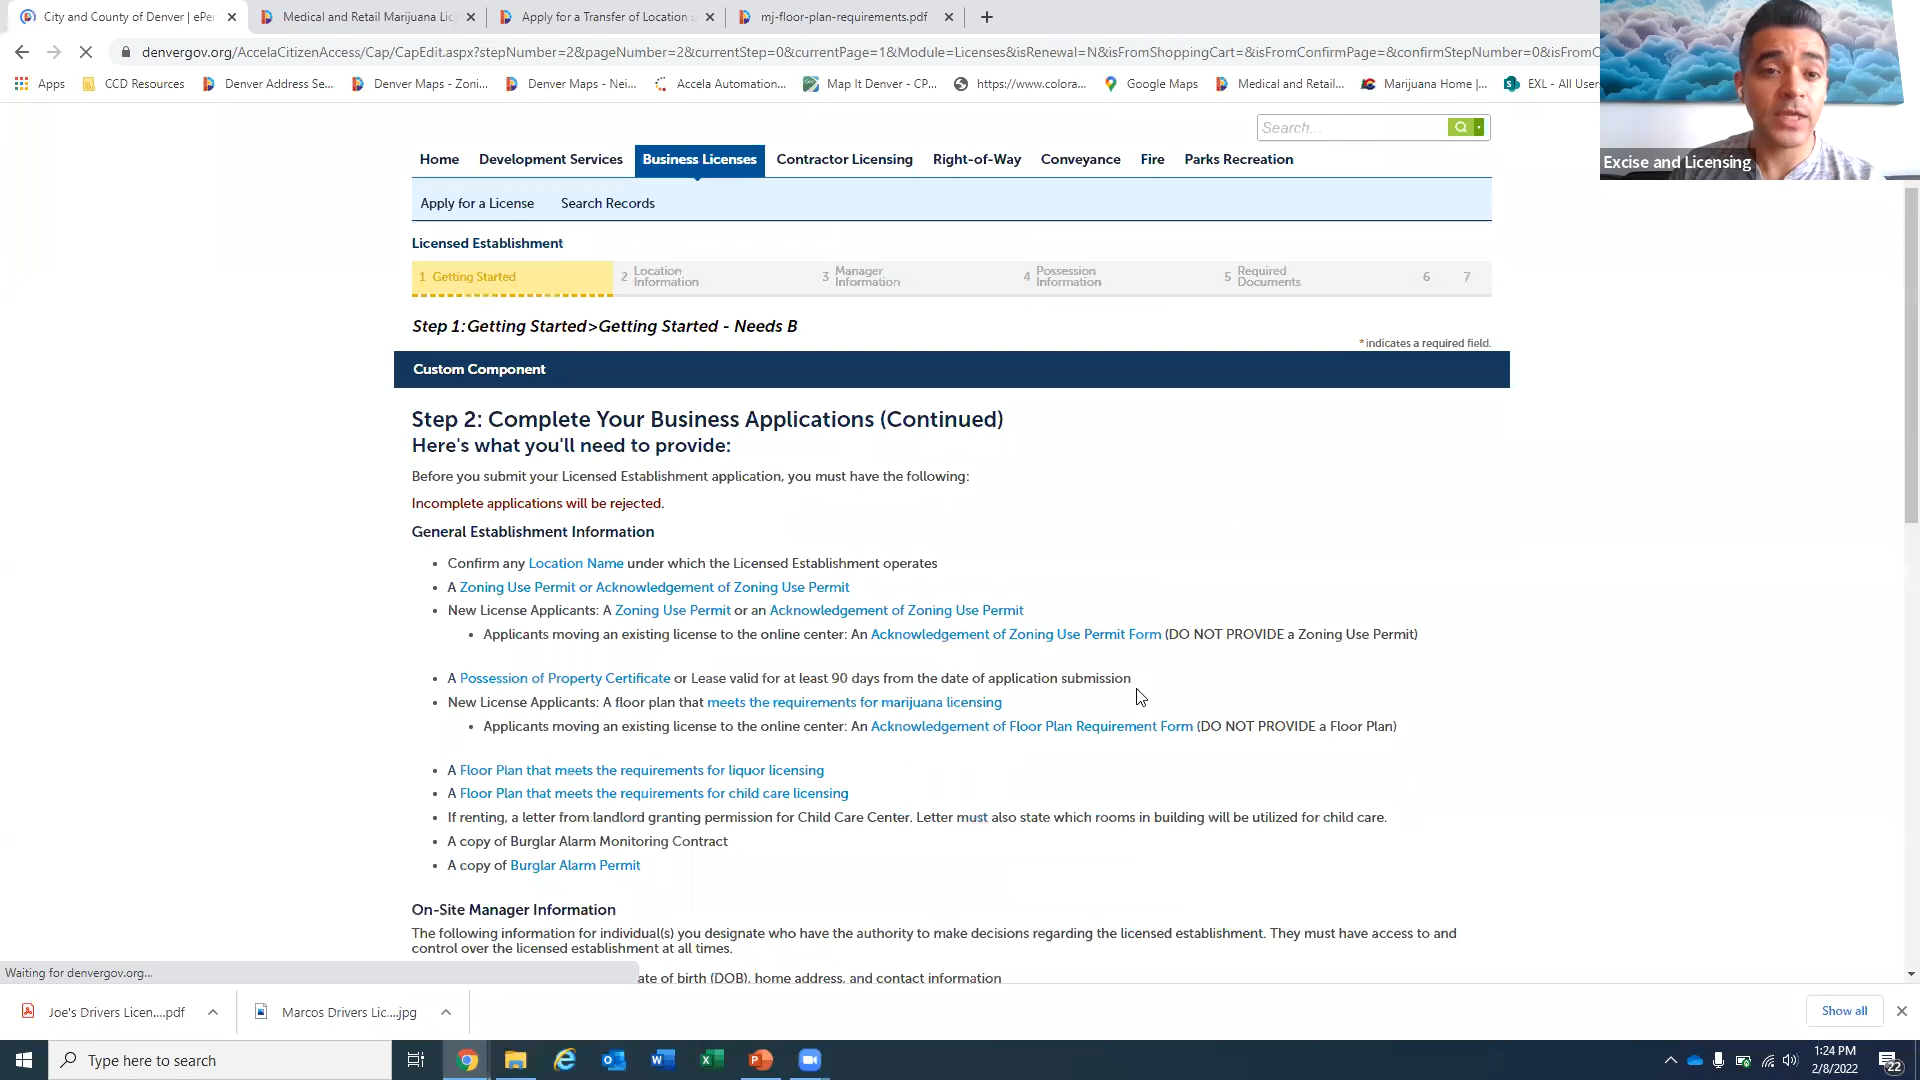 City and County of Denver | ePer
Medical and Retail Marijuana Lic
Apply for a Transfer of Location
mj-floor-plan-requirements.pdf
denvergov.org/AccelaCitizenAccess/Cap/CapEdit.aspx?stepNumber=2&pageNumber=2&currentStep=0&currentPage=1&Module=Licenses&isRenewal=N&isFromShoppingCart=&isFromConfirmPage=&confirmStepNumber=0&isFromC
Apps
CCD Resources
Denver Address Se...
Denver Maps - Zoni...
Denver Maps - Nei...
Accela Automation...
Map It Denver - CP...
https://www.colora...
Google Maps
Medical and Retail...
Marijuana Home |...
EXL - All User
Excise and Licensing
Search...
Home Development Services Business Licenses Contractor Licensing Right-of-Way Conveyance Fire Parks Recreation
Apply for a License Search Records
Licensed Establishment
1 Getting Started
2 Location Information
3 Manager Information
4 Possession Information
5 Required Documents
6
7
Step 1:Getting Started>Getting Started - Needs B
* indicates a required field.
Custom Component
Step 2: Complete Your Business Applications (Continued)
Here's what you'll need to provide:
Before you submit your Licensed Establishment application, you must have the following:
Incomplete applications will be rejected.
General Establishment Information
• Confirm any Location Name under which the Licensed Establishment operates
• A Zoning Use Permit or Acknowledgement of Zoning Use Permit
• New License Applicants: A Zoning Use Permit or an Acknowledgement of Zoning Use Permit
• Applicants moving an existing license to the online center: An Acknowledgement of Zoning Use Permit Form (DO NOT PROVIDE a Zoning Use Permit)
• A Possession of Property Certificate or Lease valid for at least 90 days from the date of application submission
• New License Applicants: A floor plan that meets the requirements for marijuana licensing
• Applicants moving an existing license to the online center: An Acknowledgement of Floor Plan Requirement Form (DO NOT PROVIDE a Floor Plan)
• A Floor Plan that meets the requirements for liquor licensing
• A Floor Plan that meets the requirements for child care licensing
• If renting, a letter from landlord granting permission for Child Care Center. Letter must also state which rooms in building will be utilized for child care.
• A copy of Burglar Alarm Monitoring Contract
• A copy of Burglar Alarm Permit
On-Site Manager Information
The following information for individual(s) you designate who have the authority to make decisions regarding the licensed establishment. They must have access to and
control over the licensed establishment at all times.
ate of birth (DOB), home address, and contact information
Waiting for denvergov.org...
Joe's Drivers Licen....pdf
Marcos Drivers Lic....jpg
Show all
Type here to search
1:24 PM
2/8/2022
22